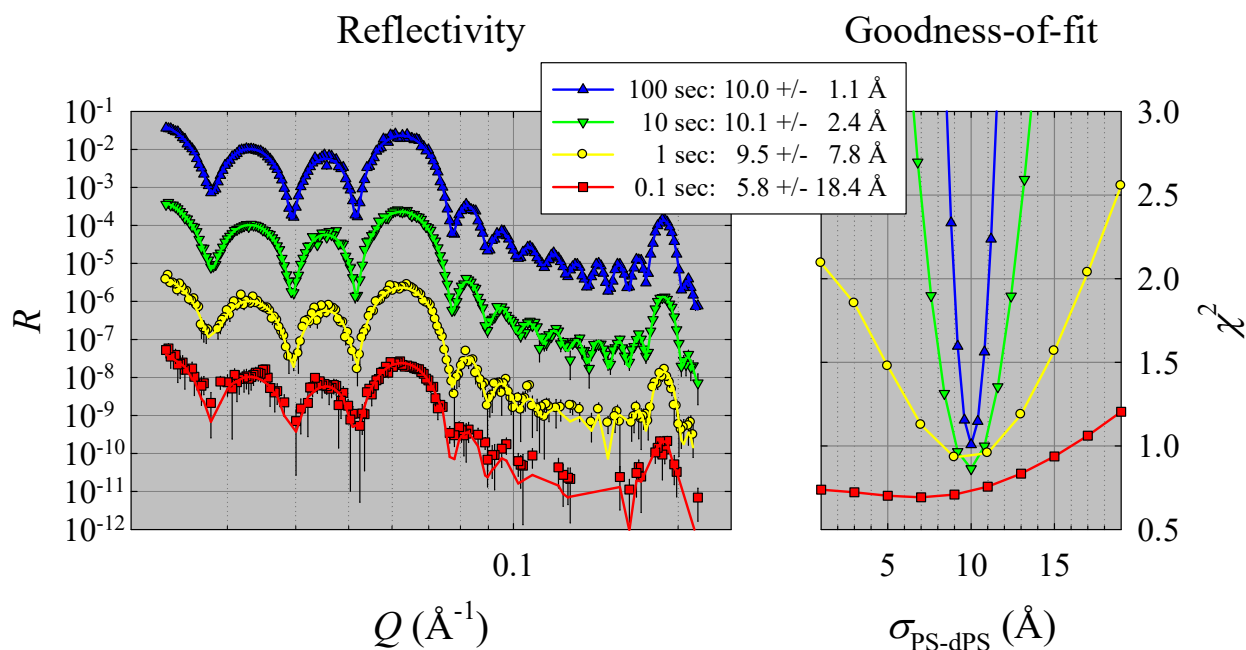 Reflectivity
Goodness-of-fit
100 sec: 10.0 +/- 1.1 Å
10 sec: 10.1 +/- 2.4 Å
1 sec: 9.5 +/- 7.8 Å
0.1 sec: 5.8 +/- 18.4 Å
R
10⁻¹
10⁻²
10⁻³
10⁻⁴
10⁻⁵
10⁻⁶
10⁻⁷
10⁻⁸
10⁻⁹
10⁻¹⁰
10⁻¹¹
10⁻¹²
0.1
Q (Å⁻¹)
3.0
2.5
2.0
1.5
1.0
0.5
χ²
5 10 15
σPS-dPS (Å)